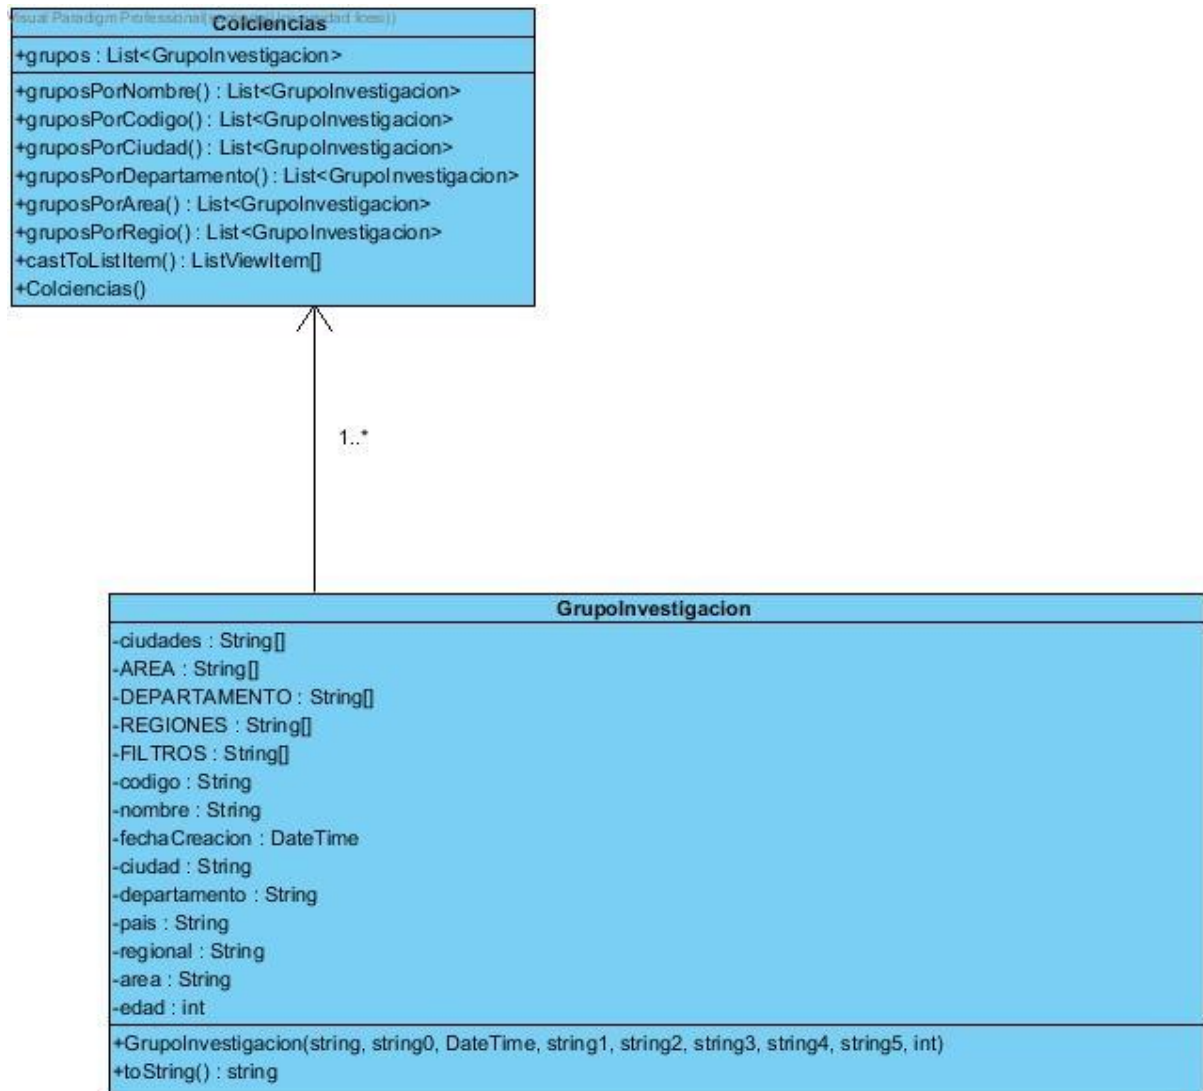 Visual Paradigm Professional(
Colciencias
+grupos : List<GrupoInvestigacion>
+gruposPorNombre() : List<GrupoInvestigacion>
+gruposPorCodigo() : List<GrupoInvestigacion>
+gruposPorCiudad() : List<GrupoInvestigacion>
+gruposPorDepartamento() : List<GrupoInvestigacion>
+gruposPorArea() : List<GrupoInvestigacion>
+gruposPorRegio() : List<GrupoInvestigacion>
+castToListItem() : ListViewItem[]
+Colciencias()
1..*
GrupoInvestigacion
-ciudades : String[]
-AREA : String[]
-DEPARTAMENTO : String[]
-REGIONES : String[]
-FILTROS : String[]
-codigo : String
-nombre : String
-fechaCreacion : DateTime
-ciudad : String
-departamento : String
-pais : String
-regional : String
-area : String
-edad : int
+GrupoInvestigacion(string, string0, DateTime, string1, string2, string3, string4, string5, int)
+toString() : string